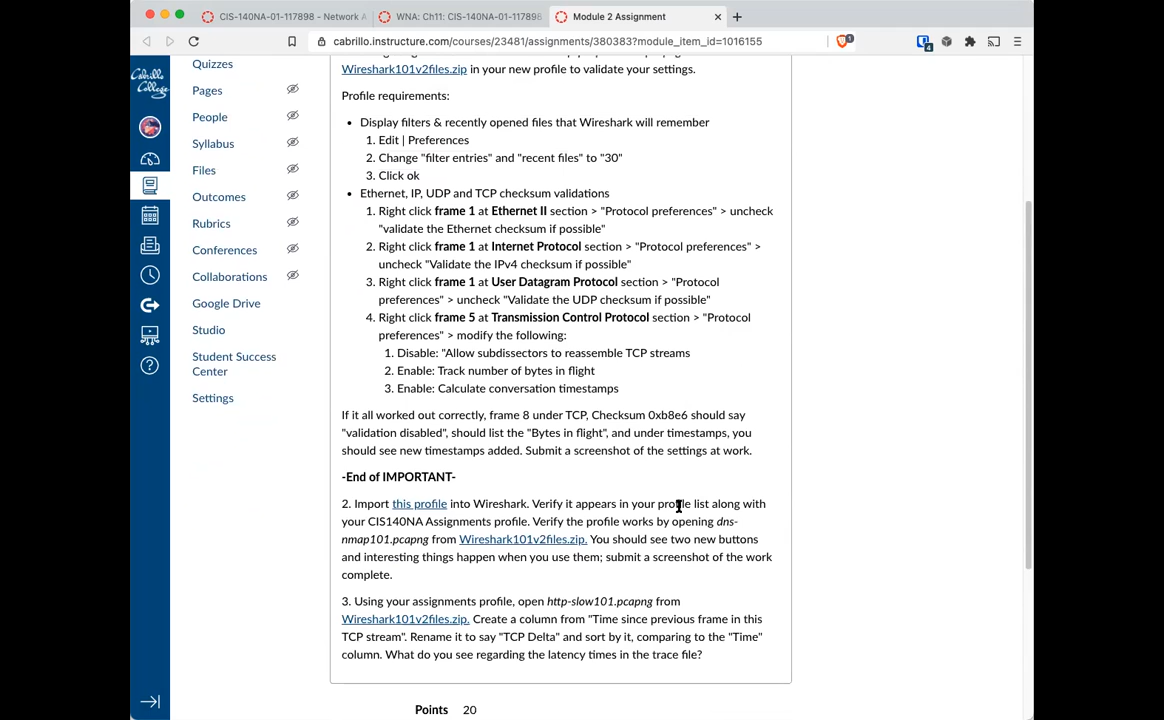 CIS-140NA-01-117898 - Network A
WNA: Ch11: CIS-140NA-01-117898
Module 2 Assignment
cabrillo.instructure.com/courses/23481/assignments/380383?module_item_id=1016155
1
4
Cabrillo
College
Quizzes
Pages
People
Syllabus
Files
Outcomes
Rubrics
Conferences
Collaborations
Google Drive
Studio
Student Success
Center
Settings
Wireshark101v2files.zip in your new profile to validate your settings.
Profile requirements:
• Display filters & recently opened files that Wireshark will remember
1. Edit | Preferences
2. Change "filter entries" and "recent files" to "30"
3. Click ok
• Ethernet, IP, UDP and TCP checksum validations
1. Right click frame 1 at Ethernet II section > "Protocol preferences" > uncheck
"validate the Ethernet checksum if possible"
2. Right click frame 1 at Internet Protocol section > "Protocol preferences" >
uncheck "Validate the IPv4 checksum if possible"
3. Right click frame 1 at User Datagram Protocol section > "Protocol
preferences" > uncheck "Validate the UDP checksum if possible"
4. Right click frame 5 at Transmission Control Protocol section > "Protocol
preferences" > modify the following:
1. Disable: "Allow subdissectors to reassemble TCP streams
2. Enable: Track number of bytes in flight
3. Enable: Calculate conversation timestamps
If it all worked out correctly, frame 8 under TCP, Checksum 0xb8e6 should say
"validation disabled", should list the "Bytes in flight", and under timestamps, you
should see new timestamps added. Submit a screenshot of the settings at work.
-End of IMPORTANT-
2. Import this profile into Wireshark. Verify it appears in your profile list along with
your CIS140NA Assignments profile. Verify the profile works by opening dns-
nmap101.pcapng from Wireshark101v2files.zip. You should see two new buttons
and interesting things happen when you use them; submit a screenshot of the work
complete.
3. Using your assignments profile, open http-slow101.pcapng from
Wireshark101v2files.zip. Create a column from "Time since previous frame in this
TCP stream". Rename it to say "TCP Delta" and sort by it, comparing to the "Time"
column. What do you see regarding the latency times in the trace file?
Points 20